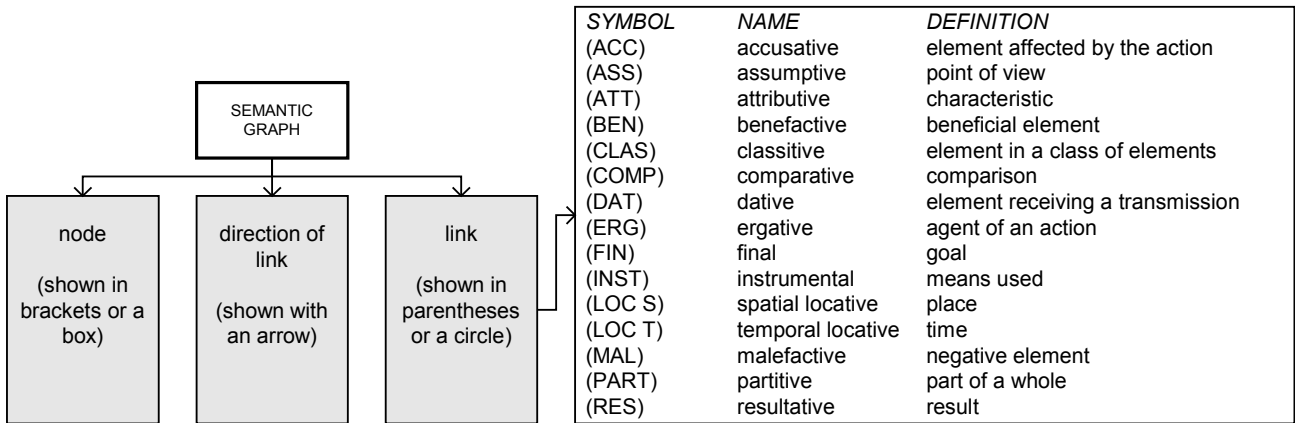 SEMANTIC
GRAPH
node
(shown in
brackets or a
box)
direction of
link
(shown with
an arrow)
link
(shown in
parentheses
or a circle)
SYMBOL NAME DEFINITION
(ACC) accusative element affected by the action
(ASS) assumptive point of view
(ATT) attributive characteristic
(BEN) benefactive beneficial element
(CLAS) classitive element in a class of elements
(COMP) comparative comparison
(DAT) dative element receiving a transmission
(ERG) ergative agent of an action
(FIN) final goal
(INST) instrumental means used
(LOC S) spatial locative place
(LOC T) temporal locative time
(MAL) malefactive negative element
(PART) partitive part of a whole
(RES) resultative result